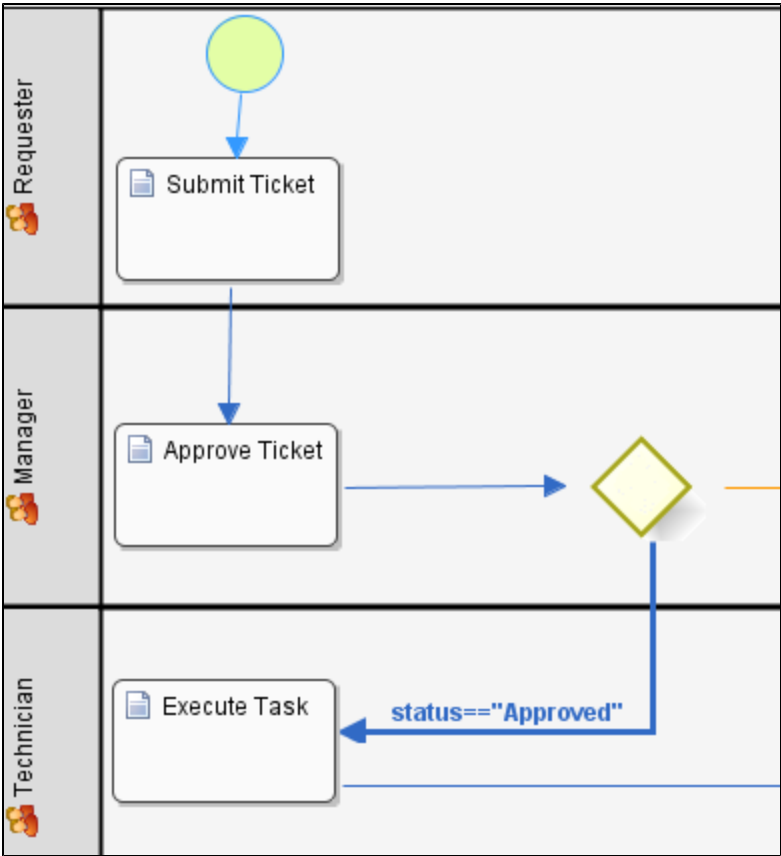 Requester
Submit Ticket
Manager
Approve Ticket
Technician
Execute Task
status=="Approved"